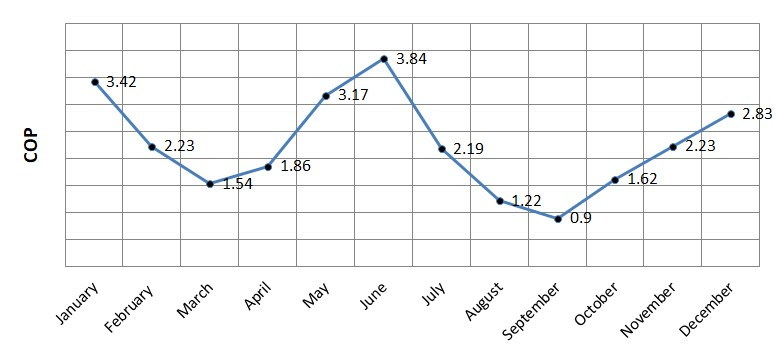 COP
3.42
2.23
1.54
1.86
3.17
3.84
2.19
1.22
0.9
1.62
2.23
2.83
January
February
March
April
May
June
July
August
September
October
November
December